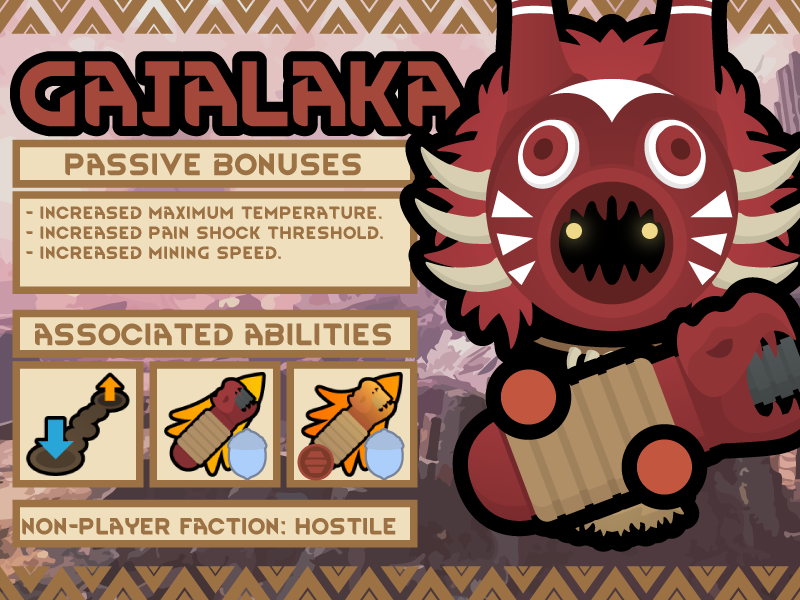 GAJALAKA
PASSIVE BONUSES
- INCREASED MAXIMUM TEMPERATURE.
- INCREASED PAIN SHOCK THRESHOLD.
- INCREASED MINING SPEED.
ASSOCIATED ABILITIES
NON-PLAYER FACTION: HOSTILE